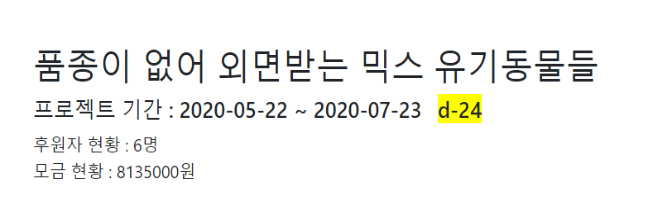 품종이 없어 외면받는 믹스 유기동물들
프로젝트 기간 : 2020-05-22 ~ 2020-07-23 d-24
후원자 현황 : 6명
모금 현황 : 8135000원